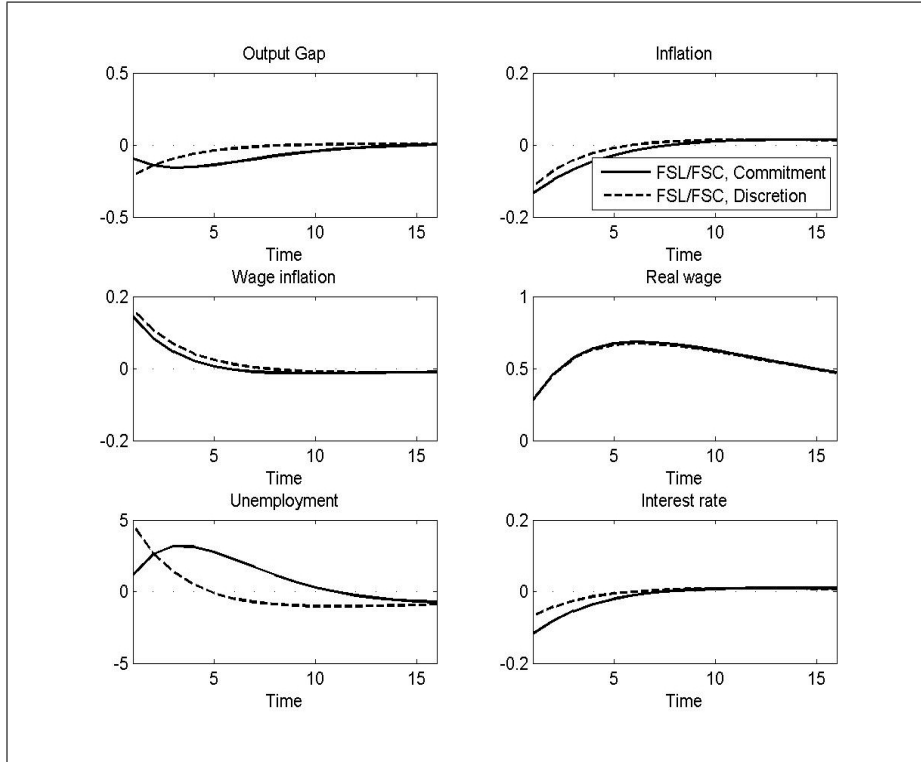 Output Gap
0.5
0
-0.5
5
10
15
Time
Inflation
0.2
0
-0.2
5
10
15
Time
FSL/FSC, Commitment
FSL/FSC, Discretion
Wage inflation
0.2
0
-0.2
5
10
15
Time
Real wage
1
0.5
0
5
10
15
Time
Unemployment
5
0
-5
5
10
15
Time
Interest rate
0.2
0
-0.2
5
10
15
Time